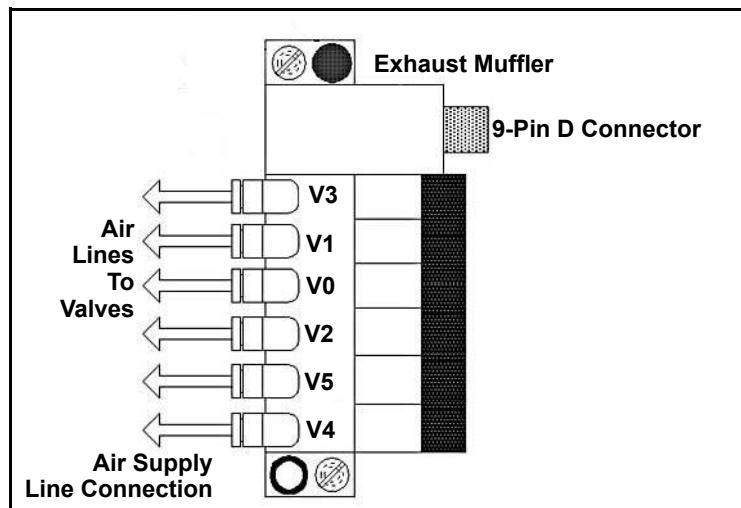 Exhaust Muffler
9-Pin D Connector
V3
V1
V0
V2
V5
V4
Air
Lines
To
Valves
Air Supply
Line Connection